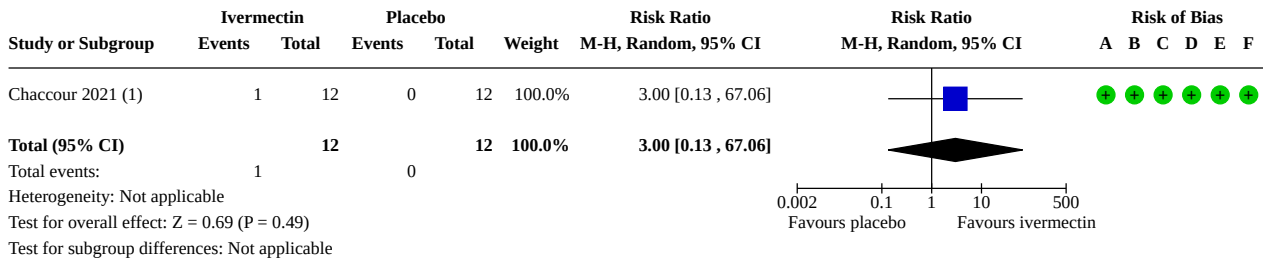 Ivermectin Placebo Risk Ratio Risk Ratio Risk of Bias
Study or Subgroup Events Total Events Total Weight M-H, Random, 95% CI M-H, Random, 95% CI A B C D E F
Chaccour 2021 (1) 1 12 0 12 100.0% 3.00 [0.13 , 67.06] + + + + + +
Total (95% CI) 12 12 100.0% 3.00 [0.13 , 67.06]
Total events: 1 0
Heterogeneity: Not applicable
0.002 0.1 1 10 500
Test for overall effect: Z = 0.69 (P = 0.49)
Favours placebo Favours ivermectin
Test for subgroup differences: Not applicable